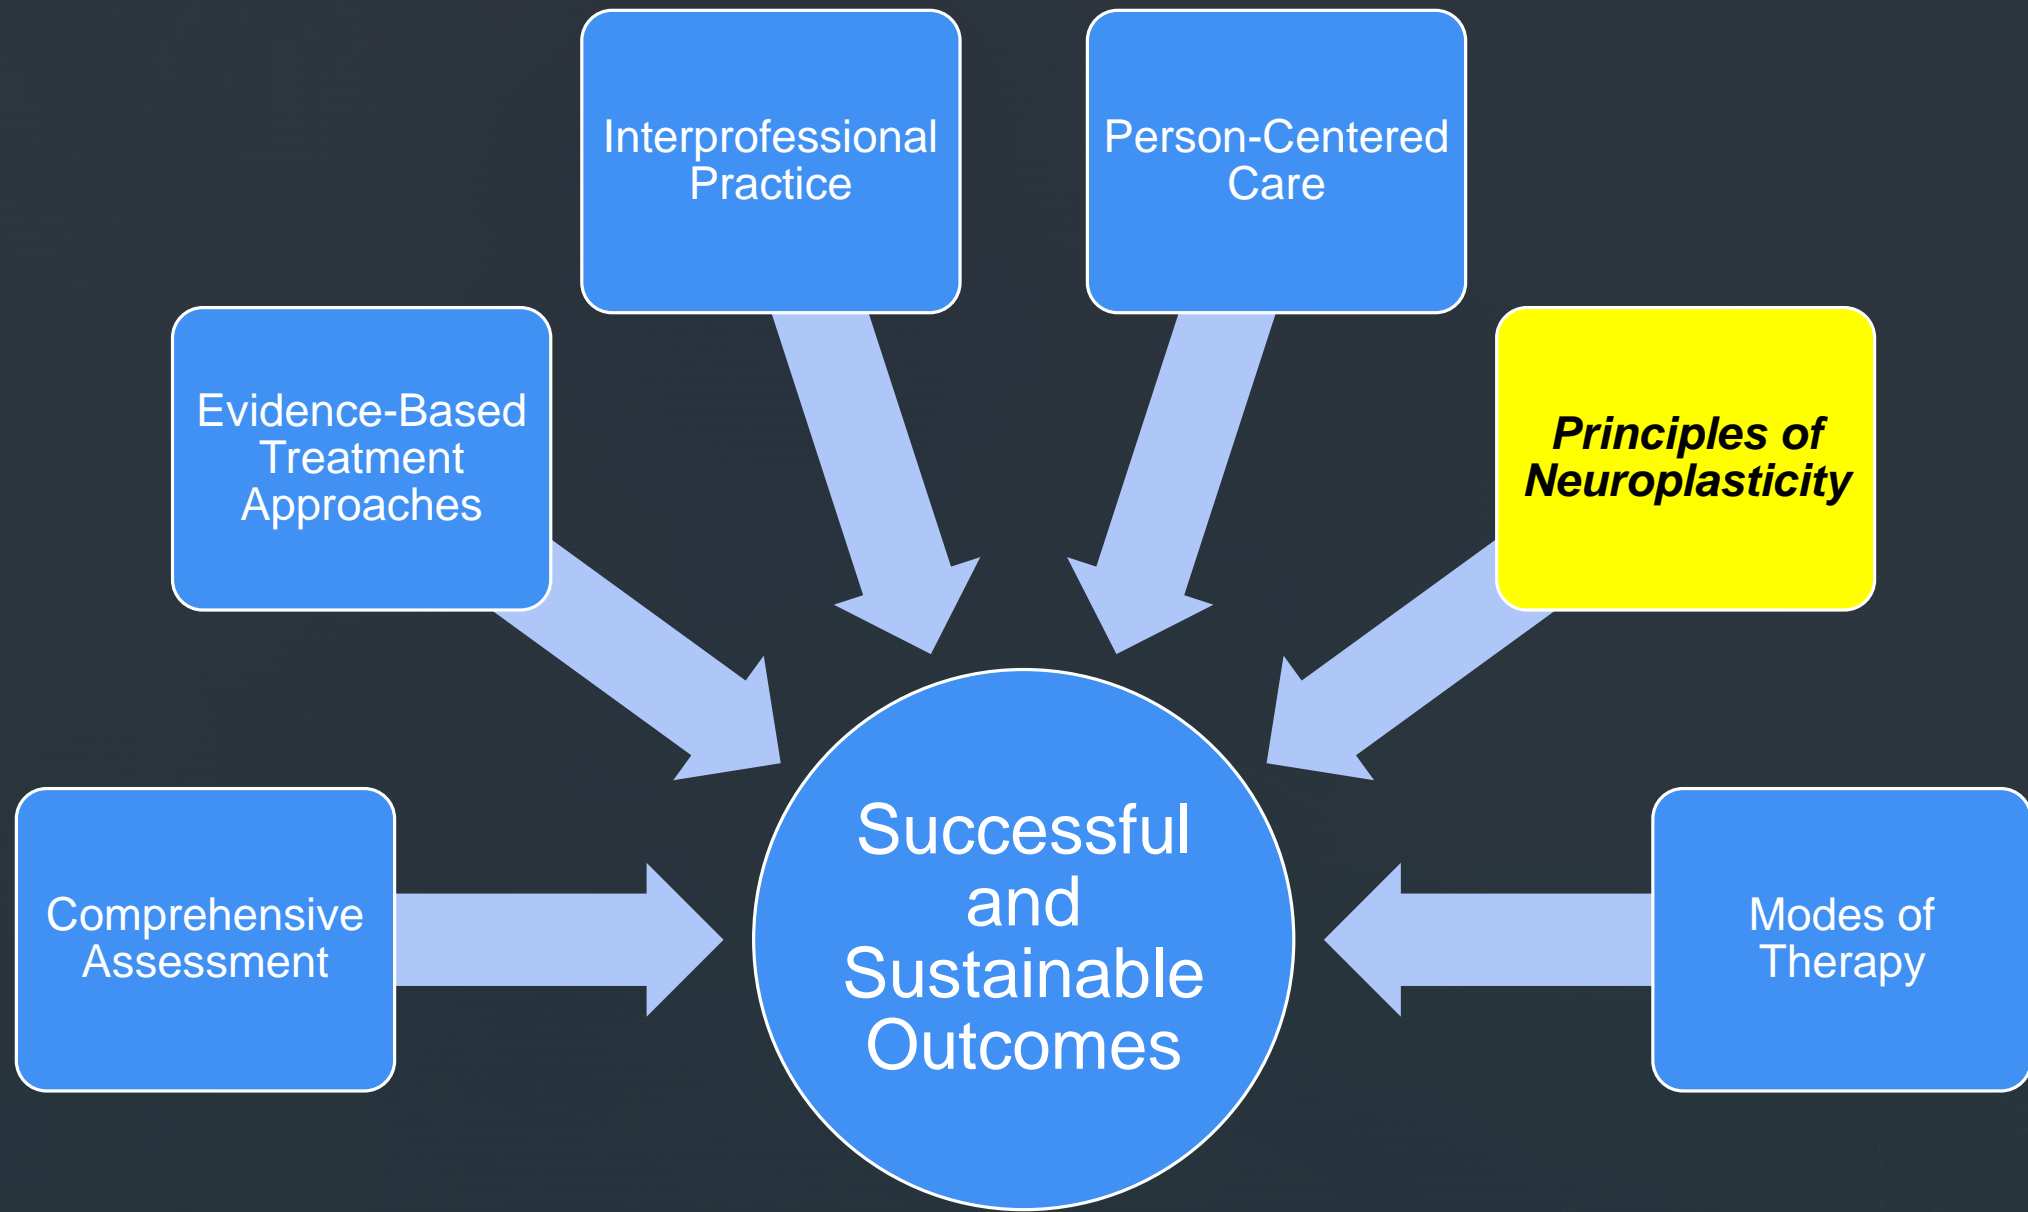 Interprofessional
Practice
Person-Centered
Care
Evidence-Based
Treatment
Approaches
Principles of
Neuroplasticity
Comprehensive
Assessment
Successful
and
Sustainable
Outcomes
Modes of
Therapy